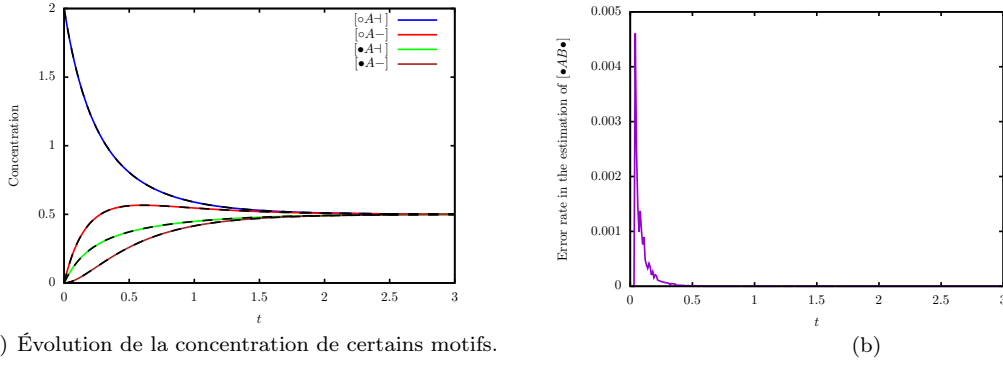 2
1.5
1
0.5
0
Concentration
[◦A⊣]
[◦A−]
[•A⊣]
[•A−]
0 0.5 1 1.5 2 2.5 3
t
) Évolution de la concentration de certains motifs.
0.005
0.004
0.003
0.002
0.001
0
Error rate in the estimation of [•AB•]
0 0.5 1 1.5 2 2.5 3
t
(b)